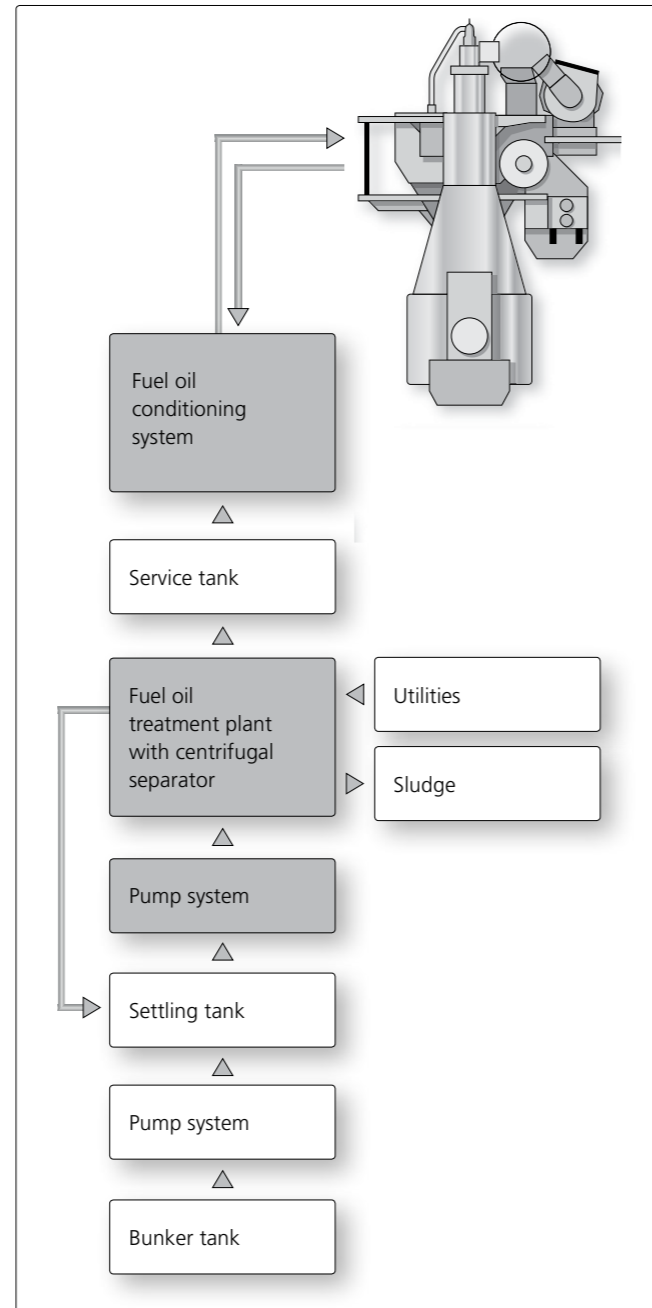 Fuel oil
conditioning
system
Service tank
Fuel oil
treatment plant
with centrifugal
separator
Utilities
Sludge
Pump system
Settling tank
Pump system
Bunker tank